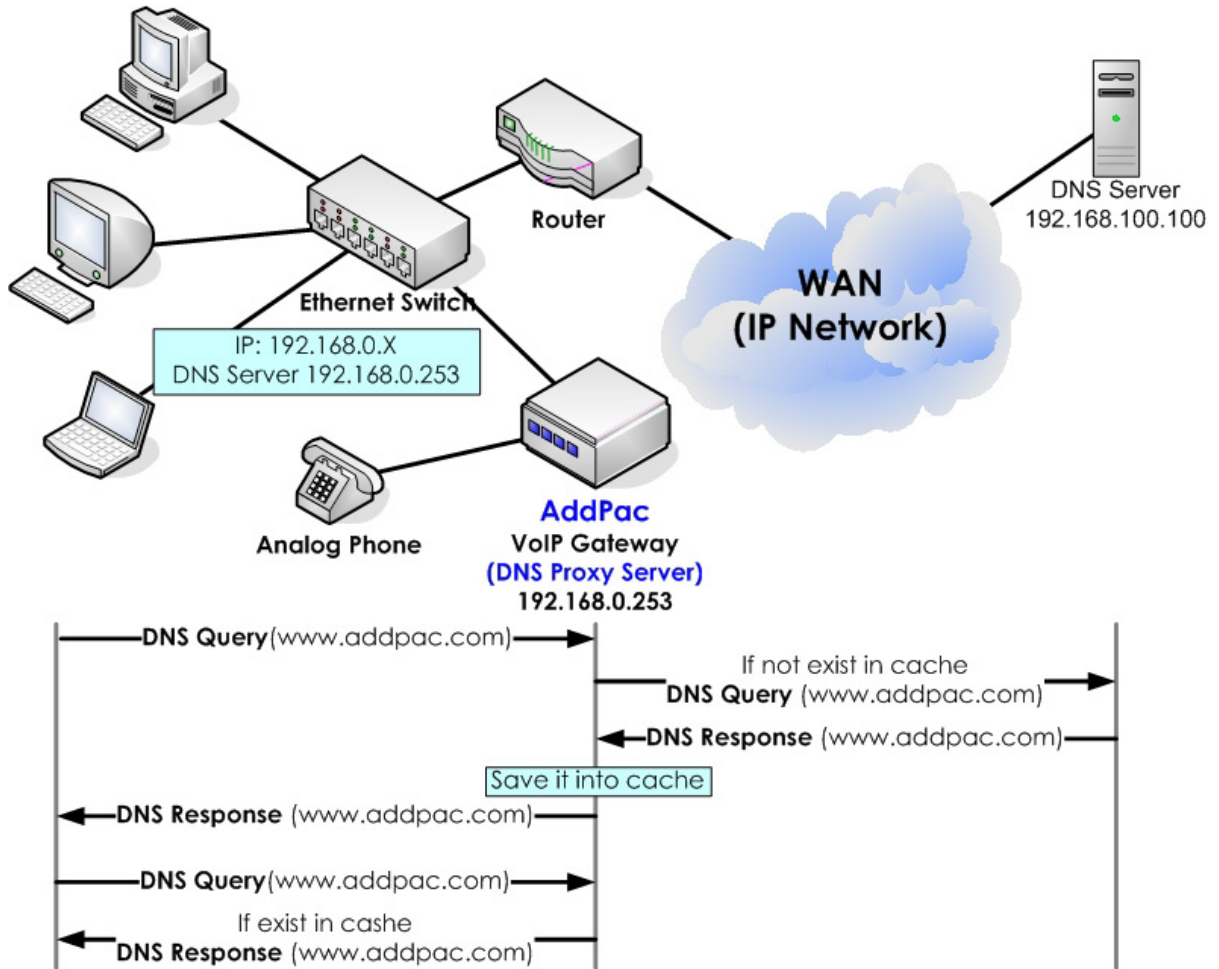 DNS Server
192.168.100.100
Router
WAN
(IP Network)
Ethernet Switch
IP: 192.168.0.X
DNS Server 192.168.0.253
Analog Phone
AddPac
VoIP Gateway
(DNS Proxy Server)
192.168.0.253
DNS Query(www.addpac.com)
If not exist in cache
DNS Query (www.addpac.com)
DNS Response (www.addpac.com)
Save it into cache
DNS Response (www.addpac.com)
DNS Query(www.addpac.com)
If exist in cashe
DNS Response (www.addpac.com)